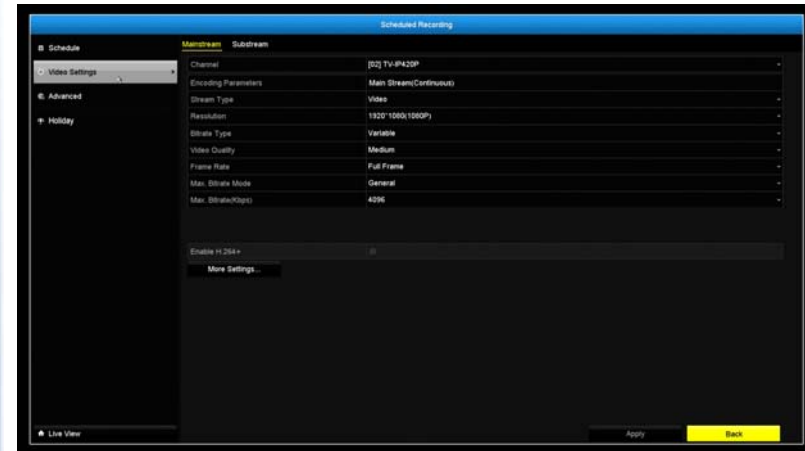 Scheduled Recording
Schedule
Video Settings
Advanced
Holiday
Live View
Mainstream Substream
Channel [02] TV-IP420P
Encoding Parameters Main Stream(Continuous)
Stream Type Video
Resolution 1920*1080(1080P)
Bitrate Type Variable
Video Quality Medium
Frame Rate Full Frame
Max. Bitrate Mode General
Max. Bitrate(Kbps) 4096
Enable H.264+
More Settings...
Apply Back